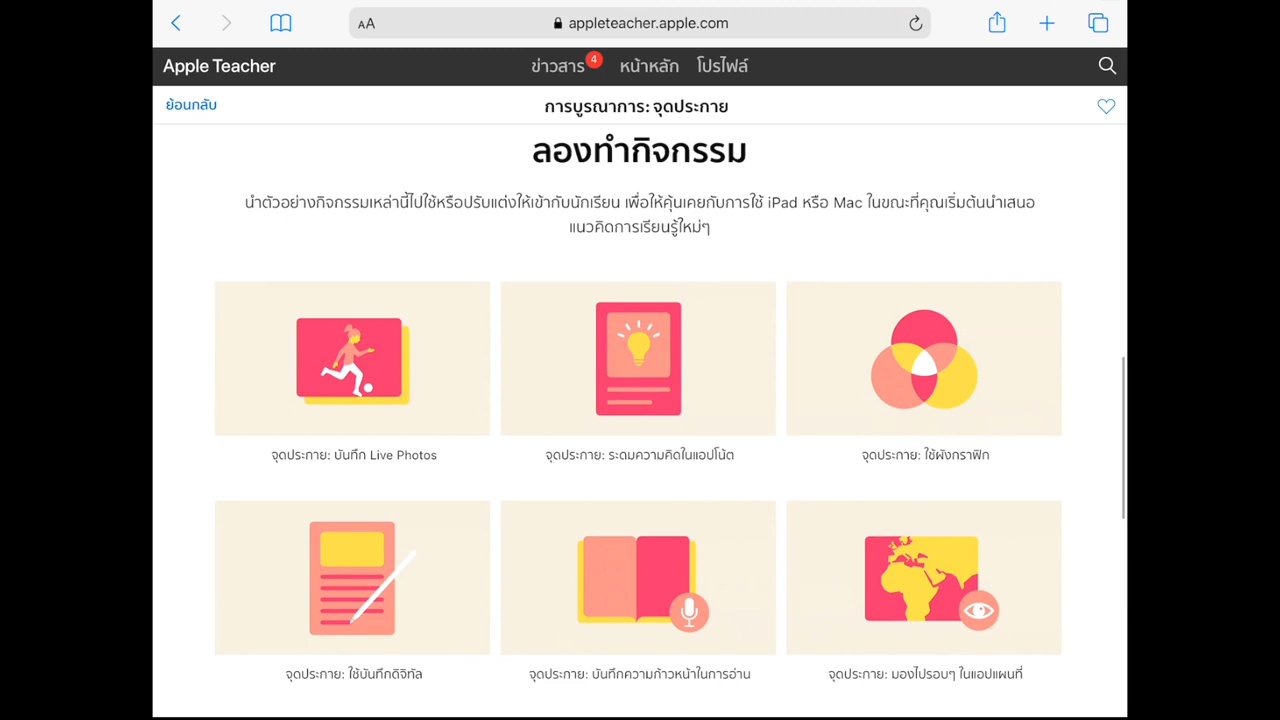 AA
appleteacher.apple.com
Apple Teacher
ข่าวสาร 4 หน้าหลัก โปรไฟล์
ย้อนกลับ
การบูรณาการ: จุดประกาย
ลองทำกิจกรรม
นำตัวอย่างกิจกรรมเหล่านี้ไปใช้หรือปรับแต่งให้เข้ากับนักเรียน เพื่อให้คุ้นเคยกับการใช้ iPad หรือ Mac ในขณะที่คุณเริ่มต้นนำเสนอ
แนวคิดการเรียนรู้ใหม่ๆ
จุดประกาย: บันทึก Live Photos
จุดประกาย: ระดมความคิดในแอปโน้ต
จุดประกาย: ใช้ผังกราฟิก
จุดประกาย: ใช้บันทึกดิจิทัล
จุดประกาย: บันทึกความก้าวหน้าในการอ่าน
จุดประกาย: มองไปรอบๆ ในแอปแผนที่